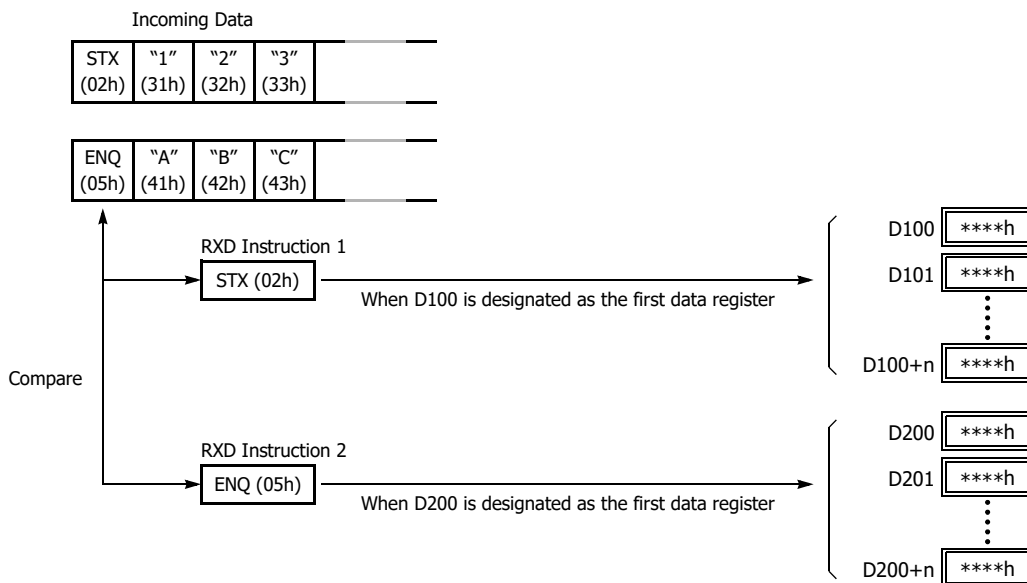 Incoming Data
STX “1” “2” “3”
(02h) (31h) (32h) (33h)
ENQ “A” “B” “C”
(05h) (41h) (42h) (43h)
RXD Instruction 1
STX (02h)
When D100 is designated as the first data register
D100 ****h
D101 ****h
D100+n ****h
Compare
RXD Instruction 2
ENQ (05h)
When D200 is designated as the first data register
D200 ****h
D201 ****h
D200+n ****h